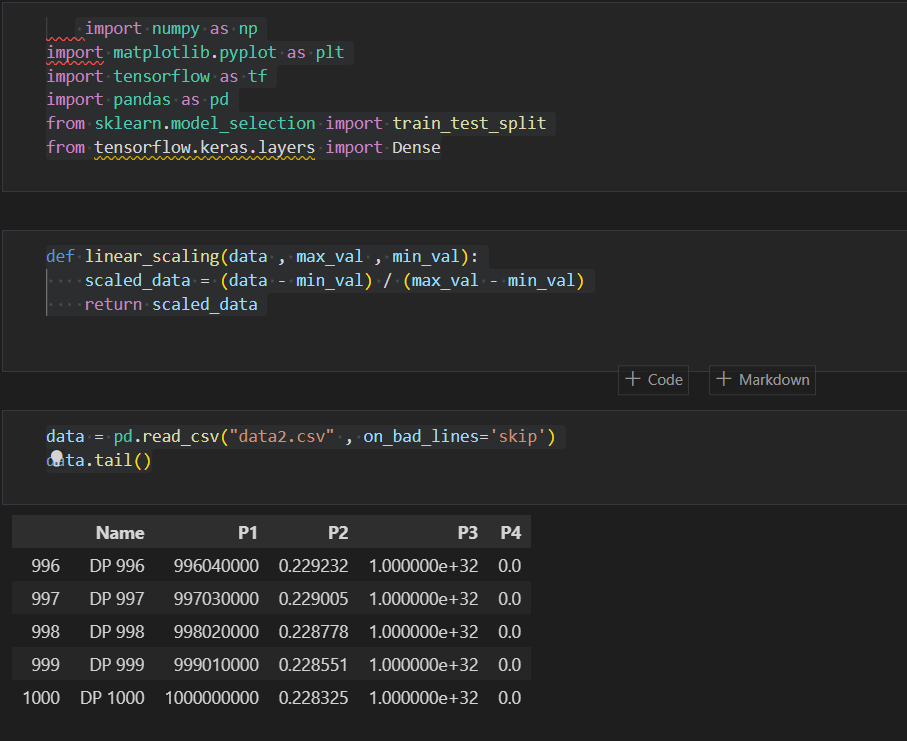 import numpy as np
import matplotlib.pyplot as plt
import tensorflow as tf
import pandas as pd
from sklearn.model_selection import train_test_split
from tensorflow.keras.layers import Dense
def linear_scaling(data , max_val , min_val):
    scaled_data = (data - min_val) / (max_val - min_val)
    return scaled_data
+ Code + Markdown
data = pd.read_csv("data2.csv" , on_bad_lines='skip')
data.tail()
Name P1 P2 P3 P4
996 DP 996 996040000 0.229232 1.000000e+32 0.0
997 DP 997 997030000 0.229005 1.000000e+32 0.0
998 DP 998 998020000 0.228778 1.000000e+32 0.0
999 DP 999 999010000 0.228551 1.000000e+32 0.0
1000 DP 1000 1000000000 0.228325 1.000000e+32 0.0